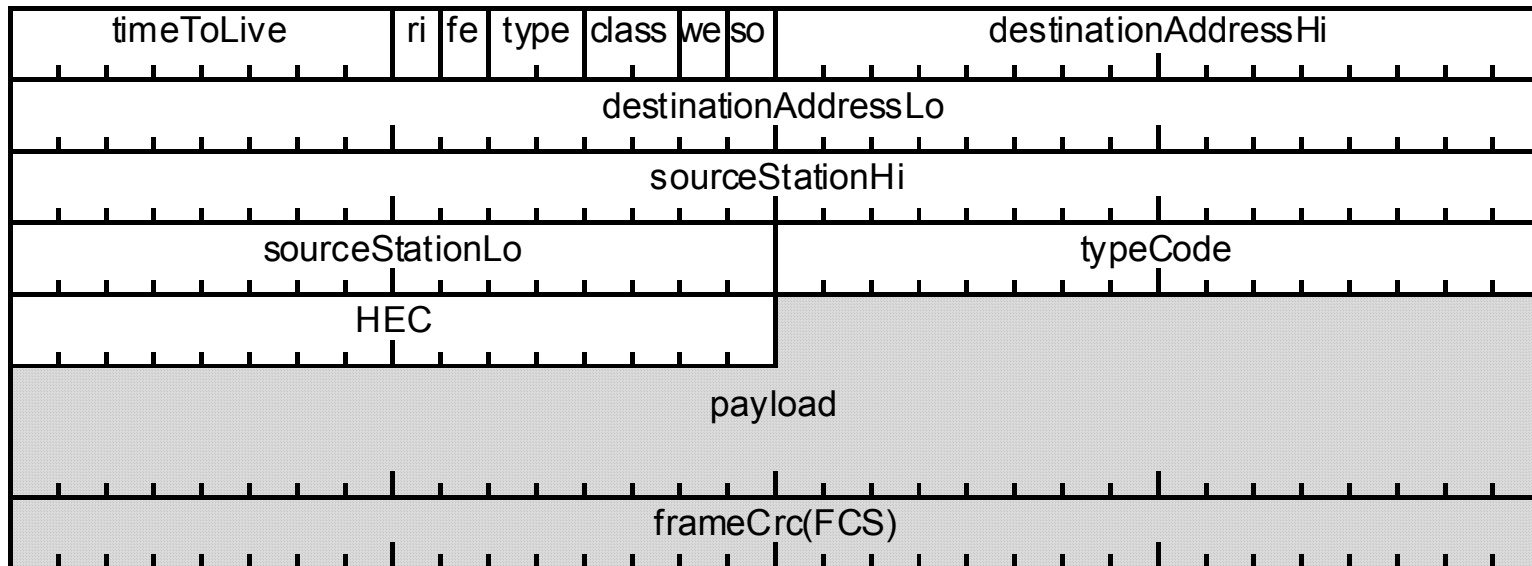 timeToLive ri fe type class we so destinationAddressHi
destinationAddressLo
sourceStationHi
sourceStationLo typeCode
HEC
payload
frameCrc(FCS)